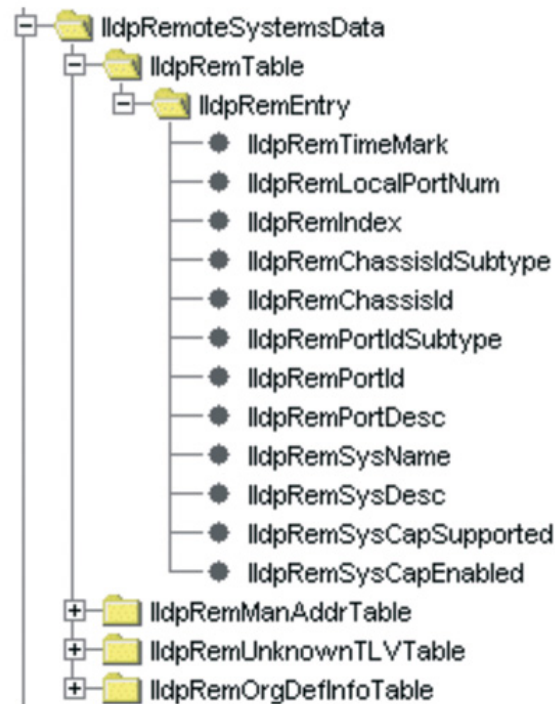 lldpRemoteSystemsData
lldpRemTable
lldpRemEntry
lldpRemTimeMark
lldpRemLocalPortNum
lldpRemIndex
lldpRemChassisIdSubtype
lldpRemChassisId
lldpRemPortIdSubtype
lldpRemPortId
lldpRemPortDesc
lldpRemSysName
lldpRemSysDesc
lldpRemSysCapSupported
lldpRemSysCapEnabled
lldpRemManAddrTable
lldpRemUnknownTLVTable
lldpRemOrgDefInfoTable